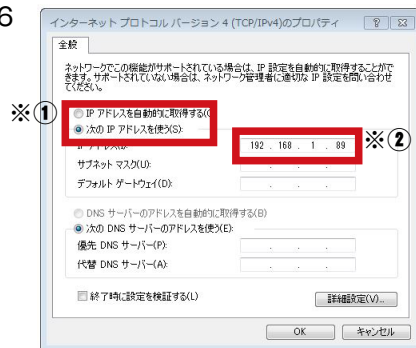 6
インターネット プロトコル バージョン 4 (TCP/IPv4)のプロパティ
全般
ネットワークでこの機能がサポートされている場合は、IP 設定を自動的に取得することがで
きます。サポートされていない場合は、ネットワーク管理者に適切な IP 設定を問い合わせ
てください。
※① IP アドレスを自動的に取得する(
次の IP アドレスを使う(S):
192 . 168 . 1 . 89 ※②
サブネット マスク(U):
デフォルト ゲートウェイ(D):
DNS サーバーのアドレスを自動的に取得する(B)
次の DNS サーバーのアドレスを使う(E):
優先 DNS サーバー(P):
代替 DNS サーバー(A):
終了時に設定を検証する(L)
詳細設定(V)...
OK キャンセル